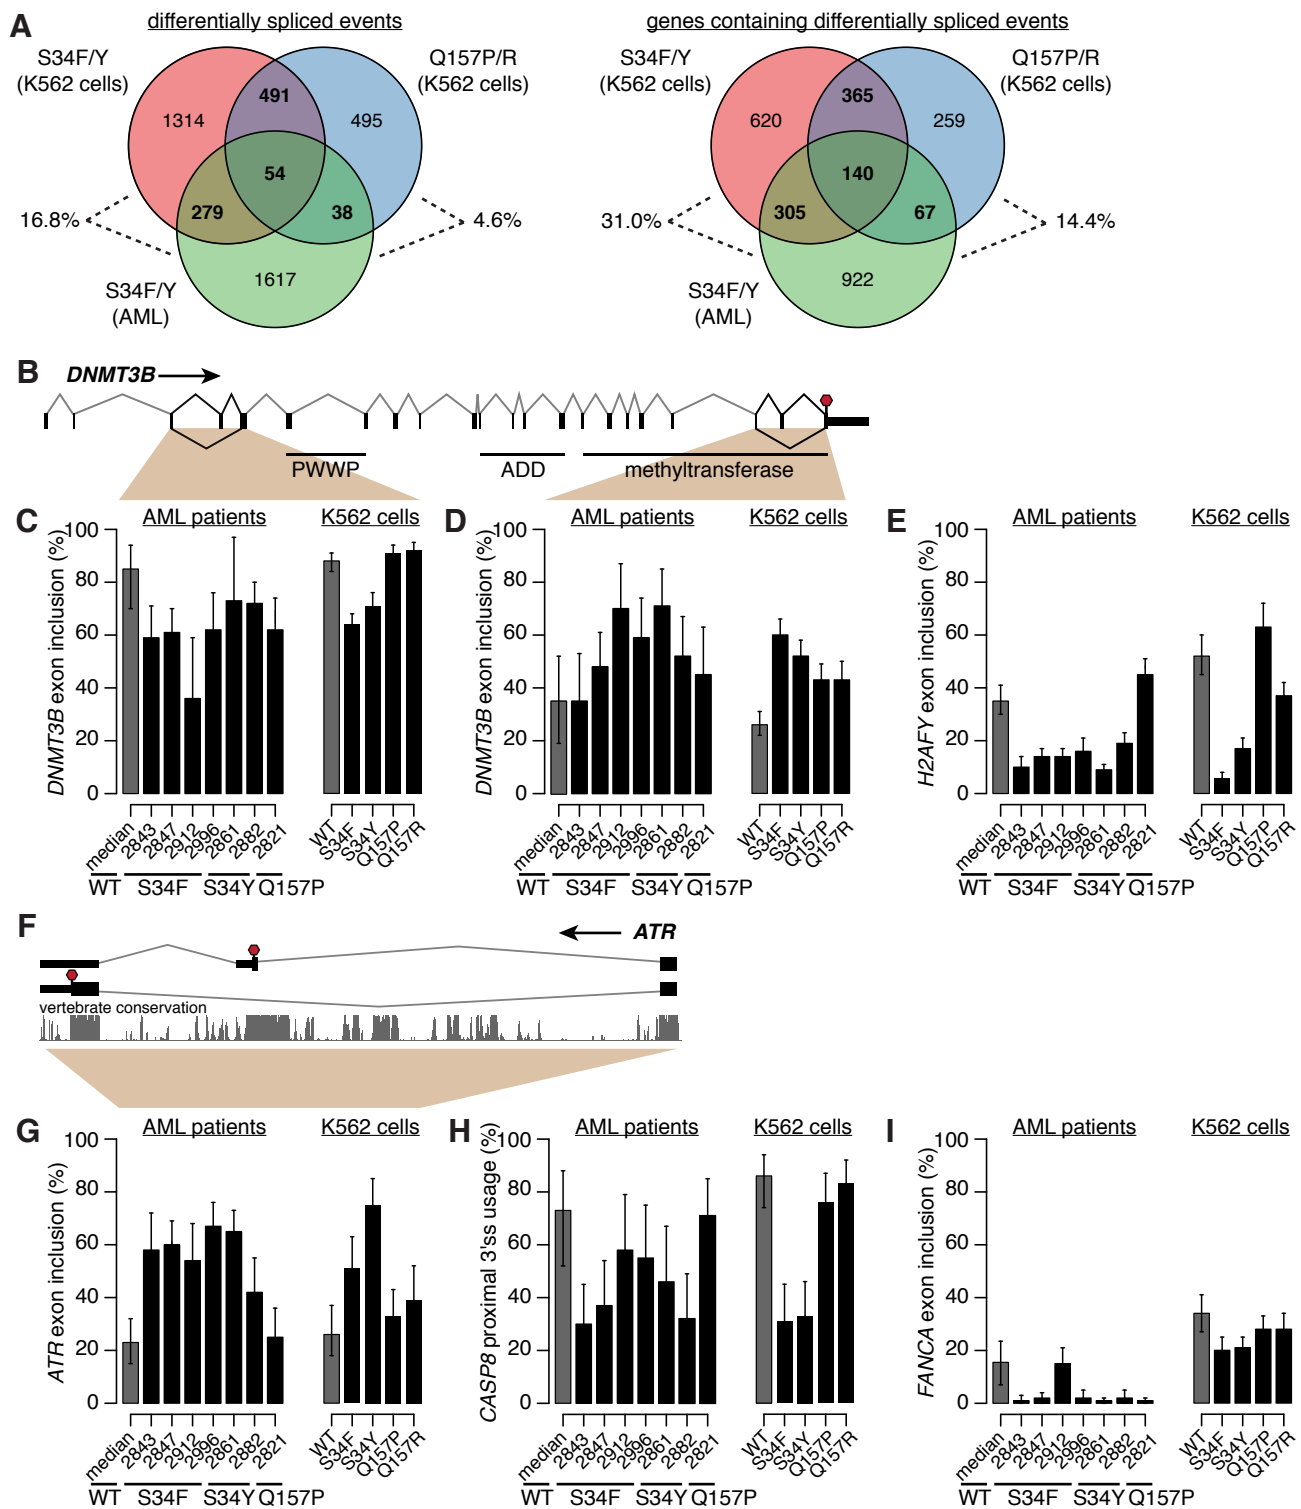 A
differentially spliced events
genes containing differentially spliced events
S34F/Y
(K562 cells)
Q157P/R
(K562 cells)
S34F/Y
(K562 cells)
Q157P/R
(K562 cells)
491
1314
495
54
279
38
16.8%
4.6%
1617
S34F/Y
(AML)
365
620
259
140
305
67
31.0%
14.4%
922
S34F/Y
(AML)
B
DNMT3B
PWWP
ADD
methyltransferase
C
AML patients
K562 cells
DNMT3B exon inclusion (%)
100
80
60
40
20
0
median
2843
2847
2912
2996
2861
2882
2821
WT
S34F
S34Y
Q157P
WT
S34F
S34Y
Q157P
Q157R
D
AML patients
K562 cells
DNMT3B exon inclusion (%)
100
80
60
40
20
0
median
2843
2847
2912
2996
2861
2882
2821
WT
S34F
S34Y
Q157P
WT
S34F
S34Y
Q157P
Q157R
E
AML patients
K562 cells
H2AFY exon inclusion (%)
100
80
60
40
20
0
median
2843
2847
2912
2996
2861
2882
2821
WT
S34F
S34Y
Q157P
WT
S34F
S34Y
Q157P
Q157R
F
ATR
vertebrate conservation
G
AML patients
K562 cells
ATR exon inclusion (%)
100
80
60
40
20
0
median
2843
2847
2912
2996
2861
2882
2821
WT
S34F
S34Y
Q157P
WT
S34F
S34Y
Q157P
Q157R
H
AML patients
K562 cells
CASP8 proximal 3'ss usage (%)
100
80
60
40
20
0
median
2843
2847
2912
2996
2861
2882
2821
WT
S34F
S34Y
Q157P
WT
S34F
S34Y
Q157P
Q157R
I
AML patients
K562 cells
FANCA exon inclusion (%)
100
80
60
40
20
0
median
2843
2847
2912
2996
2861
2882
2821
WT
S34F
S34Y
Q157P
WT
S34F
S34Y
Q157P
Q157R